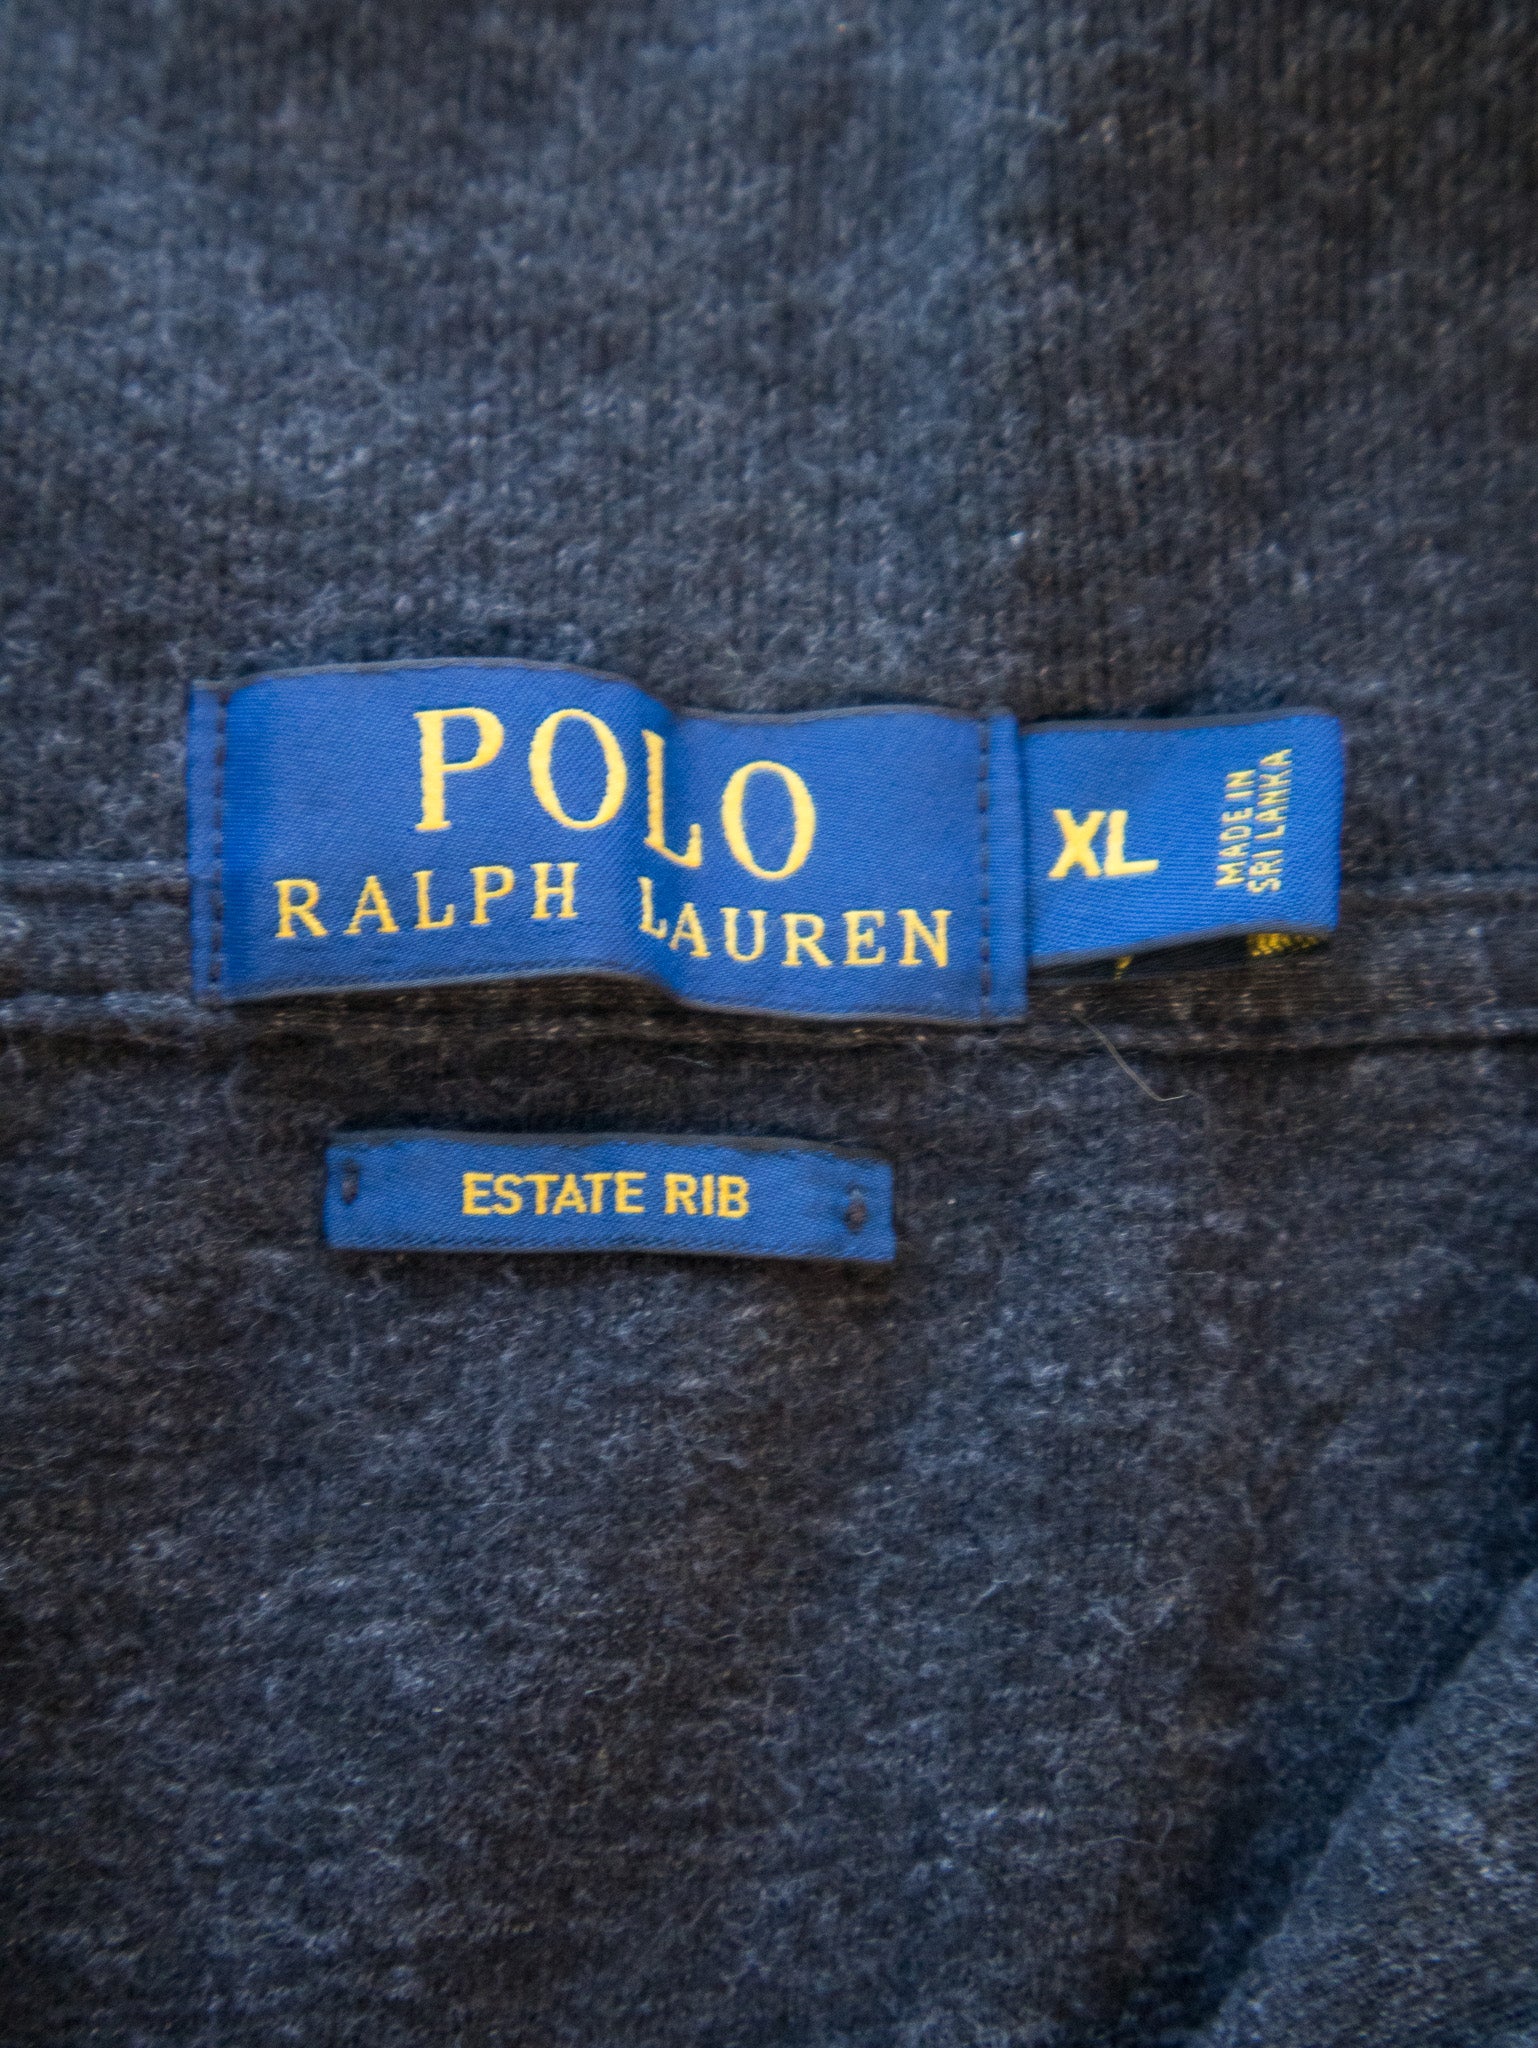 POLO
RALPH LAUREN
XL
MADE IN
SRI LANKA
ESTATE RIB